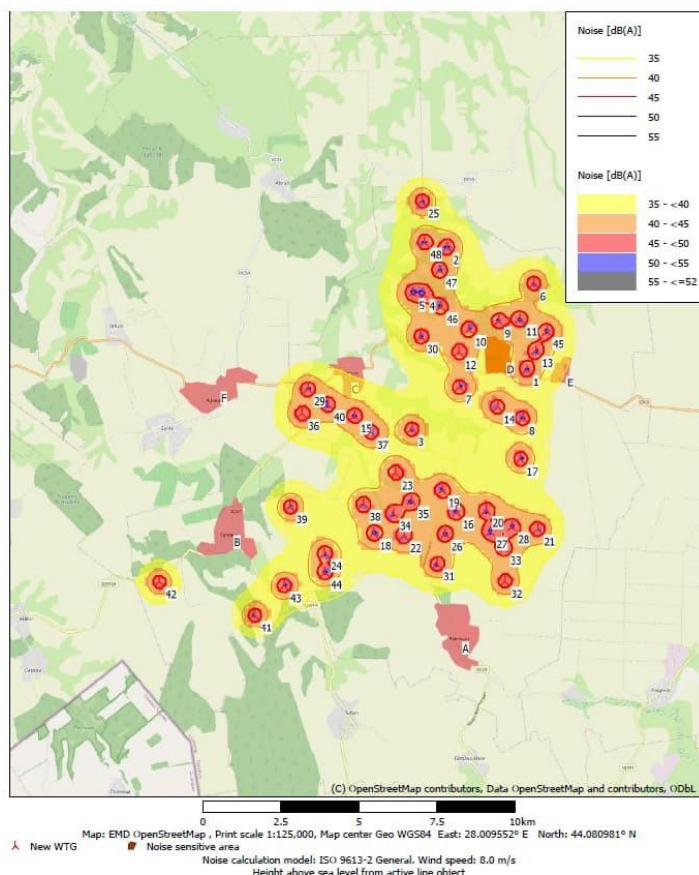 Noise [dB(A)]
35
40
45
50
55
Noise [dB(A)]
35 - <40
40 - <45
45 - <50
50 - <55
55 - <=52
25
48
2
47
6
5
4
46
9
11
45
10
30
12
D
13
1
E
7
C
F
29
36
40
15
37
3
14
8
17
23
19
39
38
35
34
16
20
18
22
26
27
28
21
33
B
24
44
31
32
42
43
41
A
(C) OpenStreetMap contributors, Data OpenStreetMap and contributors, ODbL
0 2.5 5 7.5 10km
Map: EMD OpenStreetMap , Print scale 1:125,000, Map center Geo WGS84 East: 28.009552° E North: 44.080981° N
New WTG Noise sensitive area
Noise calculation model: ISO 9613-2 General. Wind speed: 8.0 m/s
Height above sea level from active line object